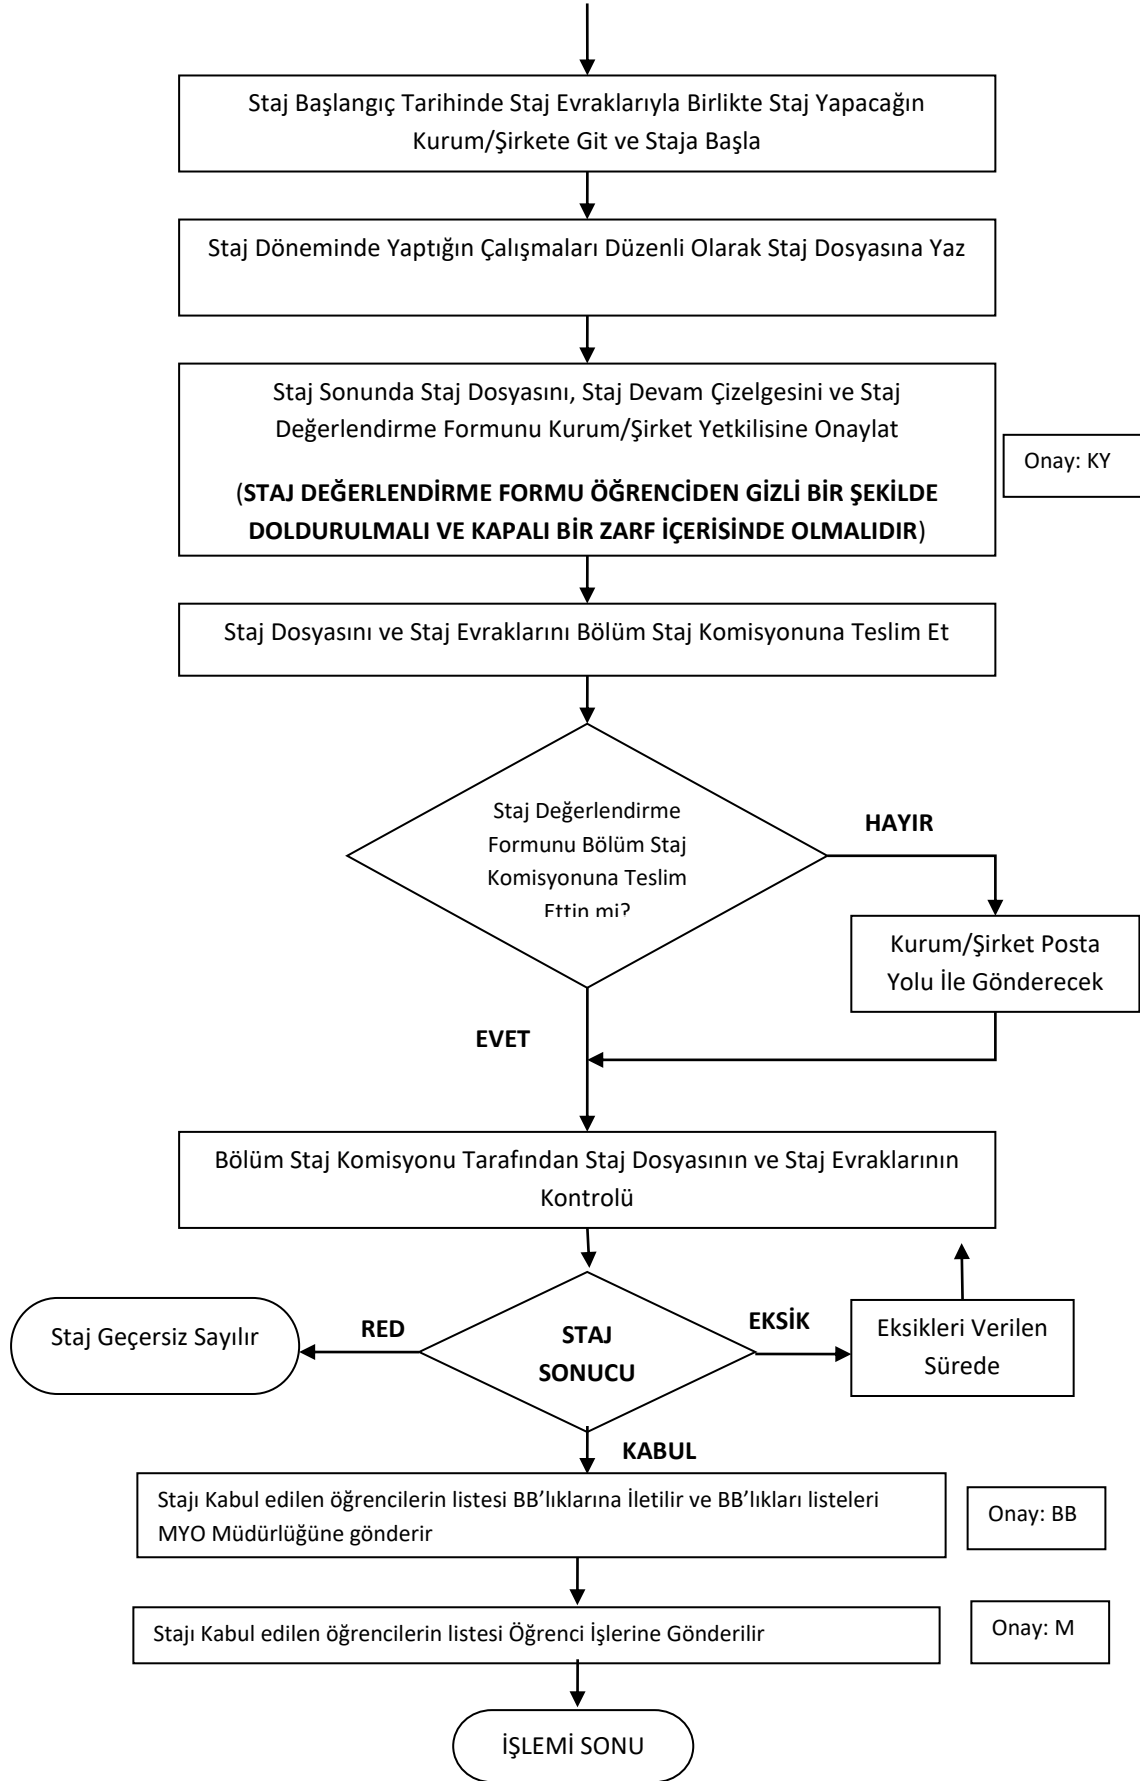 Staj Başlangıç Tarihinde Staj Evraklarıyla Birlikte Staj Yapacağın
Kurum/Şirkete Git ve Staja Başla
Staj Döneminde Yaptığın Çalışmaları Düzenli Olarak Staj Dosyasına Yaz
Staj Sonunda Staj Dosyasını, Staj Devam Çizelgesini ve Staj
Değerlendirme Formunu Kurum/Şirket Yetkilisine Onaylat
(STAJ DEĞERLENDİRME FORMU ÖĞRENCİDEN GİZLİ BİR ŞEKİLDE
DOLDURULMALI VE KAPALI BİR ZARF İÇERİSİNDE OLMALIDIR)
Onay: KY
Staj Dosyasını ve Staj Evraklarını Bölüm Staj Komisyonuna Teslim Et
Staj Değerlendirme
Formunu Bölüm Staj
Komisyonuna Teslim
Ettin mi?
HAYIR
Kurum/Şirket Posta
Yolu İle Gönderecek
EVET
Bölüm Staj Komisyonu Tarafından Staj Dosyasının ve Staj Evraklarının
Kontrolü
Staj Geçersiz Sayılır
RED
STAJ
SONUCU
EKSİK
Eksikleri Verilen
Sürede
KABUL
Stajı Kabul edilen öğrencilerin listesi BB'lıklarına İletilir ve BB'lıkları listeleri
MYO Müdürlüğüne gönderir
Onay: BB
Stajı Kabul edilen öğrencilerin listesi Öğrenci İşlerine Gönderilir
Onay: M
İŞLEMİ SONU